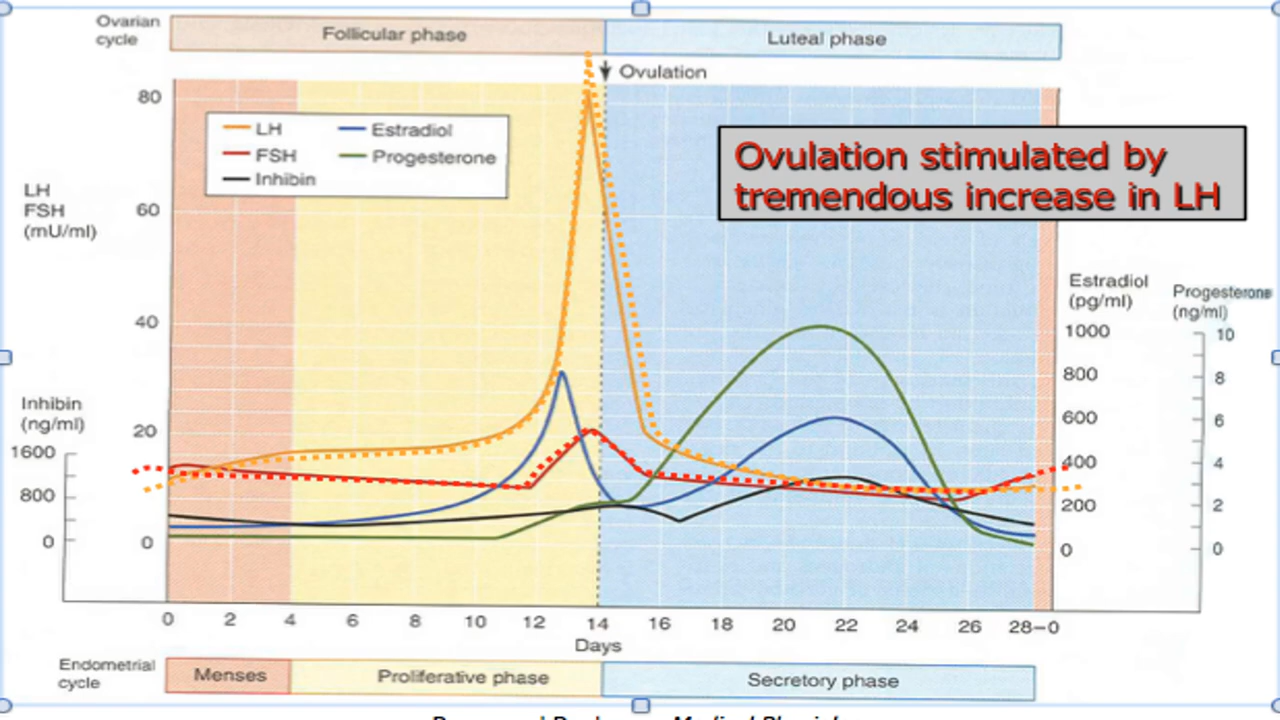 Ovarian
cycle
Follicular phase
Luteal phase
Ovulation
80
LH
Estradiol
FSH
Progesterone
Inhibin
Ovulation stimulated by
tremendous increase in LH
LH
FSH
(mU/ml)
60
40
20
0
Inhibin
(ng/ml)
1600
800
0
Estradiol
(pg/ml)
1000
800
600
400
200
0
Progesterone
(ng/ml)
10
8
6
4
2
0
0 2 4 6 8 10 12 14 16 18 20 22 24 26 28–0
Days
Endometrial
cycle
Menses
Proliferative phase
Secretory phase